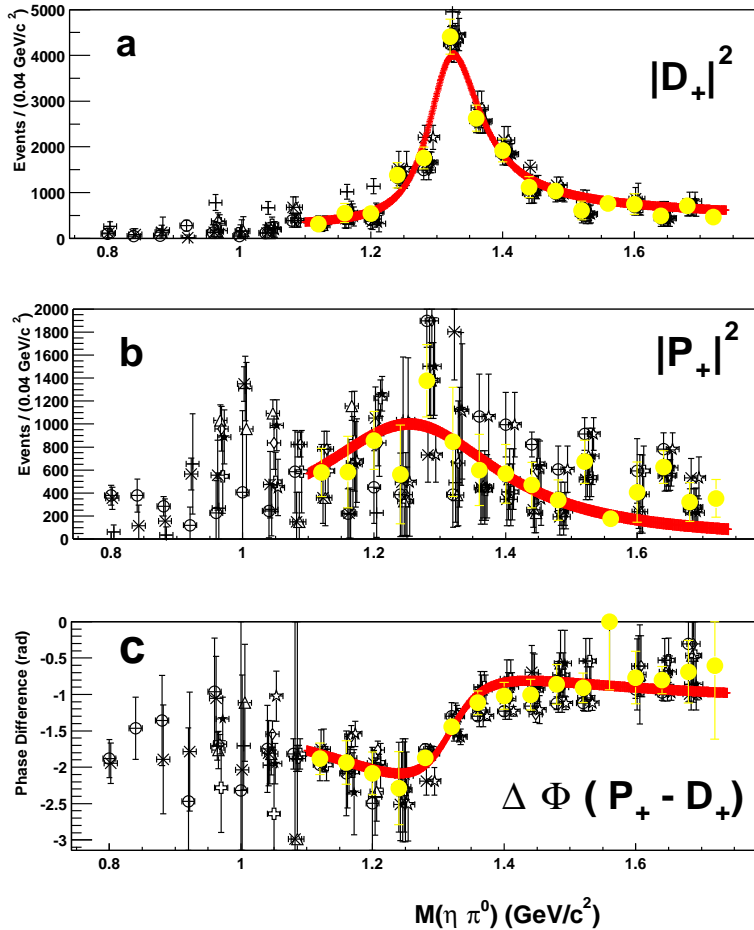 5000
4000
3000
2000
1000
0
Events / (0.04 GeV/c²)
a
|D₊|²
0.8 1 1.2 1.4 1.6
2000
1800
1600
1400
1200
1000
800
600
400
200
0
Events / (0.04 GeV/c²)
b
|P₊|²
0.8 1 1.2 1.4 1.6
0
-0.5
-1
-1.5
-2
-2.5
-3
Phase Difference (rad)
c
Δ Φ ( P₊ - D₊)
0.8 1 1.2 1.4 1.6
M(η π⁰) (GeV/c²)